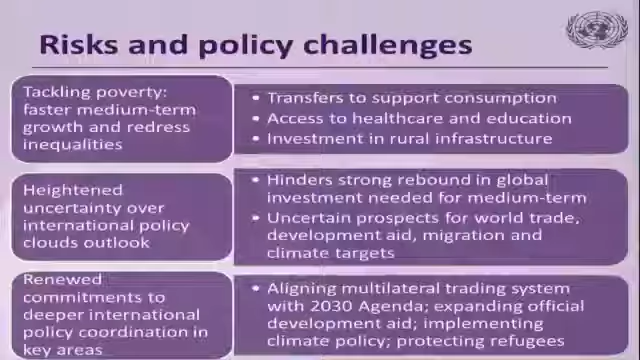 Risks and policy challenges
Tackling poverty:
faster medium-term
growth and redress
inequalities
• Transfers to support consumption
• Access to healthcare and education
• Investment in rural infrastructure
Heightened
uncertainty over
international policy
clouds outlook
• Hinders strong rebound in global
investment needed for medium-term
• Uncertain prospects for world trade,
development aid, migration and
climate targets
Renewed
commitments to
deeper international
policy coordination in
key areas
• Aligning multilateral trading system
with 2030 Agenda; expanding official
development aid; implementing
climate policy; protecting refugees